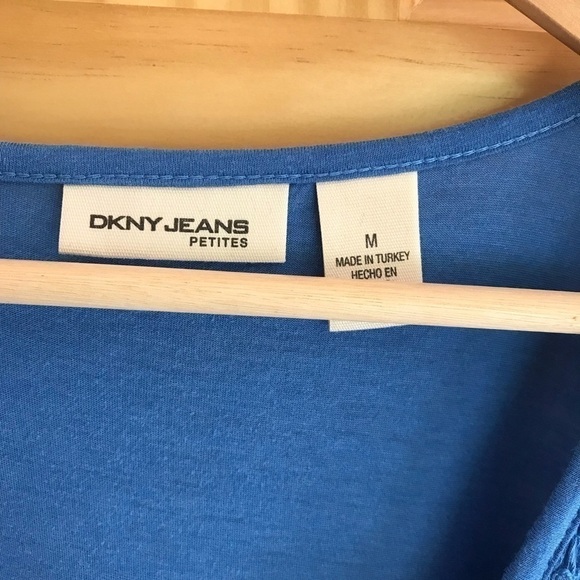 DKNY JEANS
PETITES
M
MADE IN TURKEY
HECHO EN